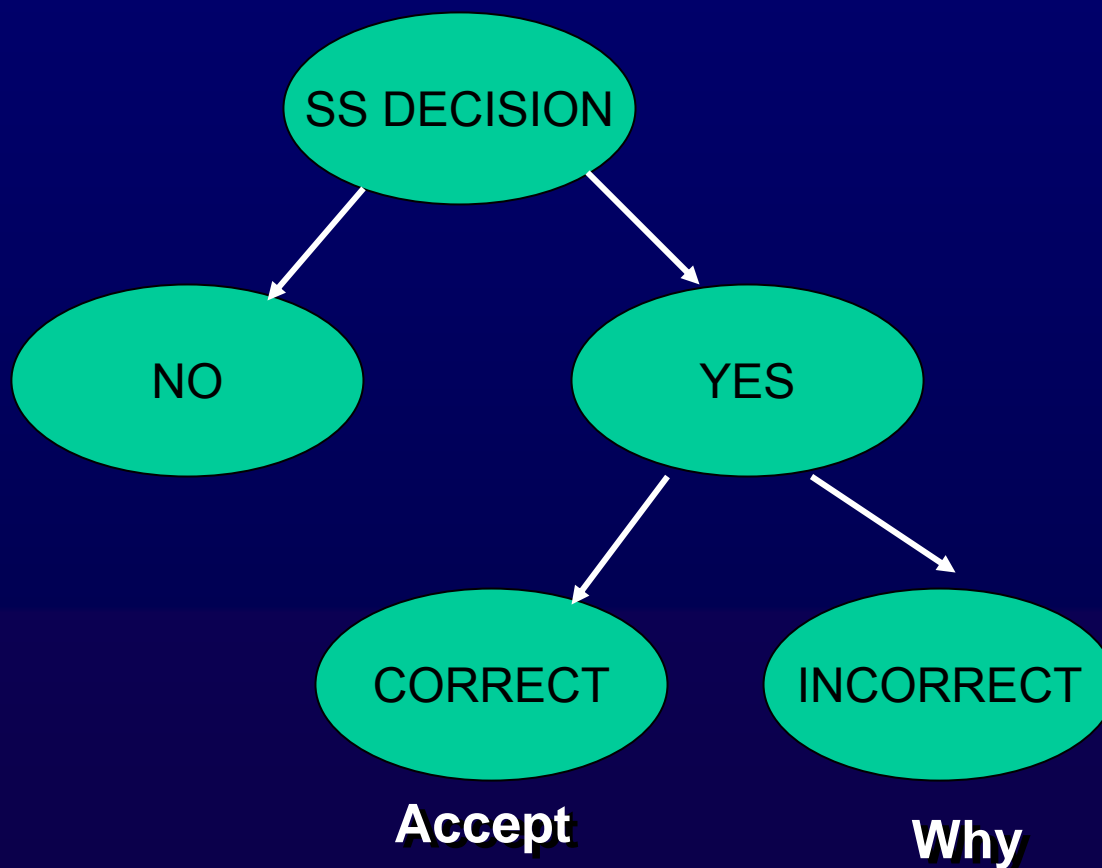 SS DECISION
NO
YES
CORRECT
INCORRECT
Accept
Why